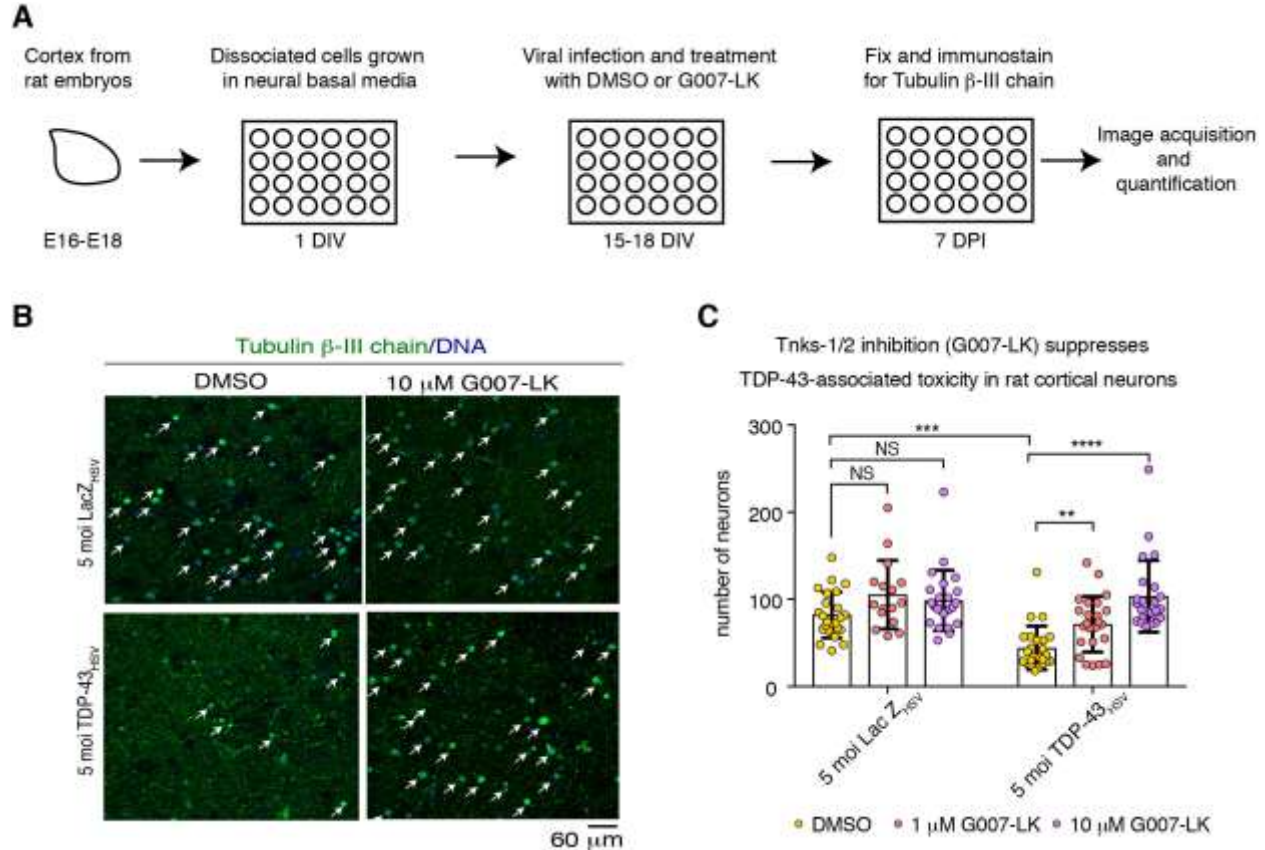 A
Cortex from
rat embryos
Dissociated cells grown
in neural basal media
Viral infection and treatment
with DMSO or G007-LK
Fix and immunostain
for Tubulin β-III chain
Image acquisition
and
quantification
E16-E18
1 DIV
15-18 DIV
7 DPI
B
Tubulin β-III chain/DNA
DMSO
10 μM G007-LK
5 moi LacZHSV
5 moi TDP-43HSV
60 μm
C
Tnks-1/2 inhibition (G007-LK) suppresses
TDP-43-associated toxicity in rat cortical neurons
number of neurons
300
200
100
0
***
NS
NS
****
**
5 moi Lac ZHSV
5 moi TDP-43HSV
DMSO
1 μM G007-LK
10 μM G007-LK